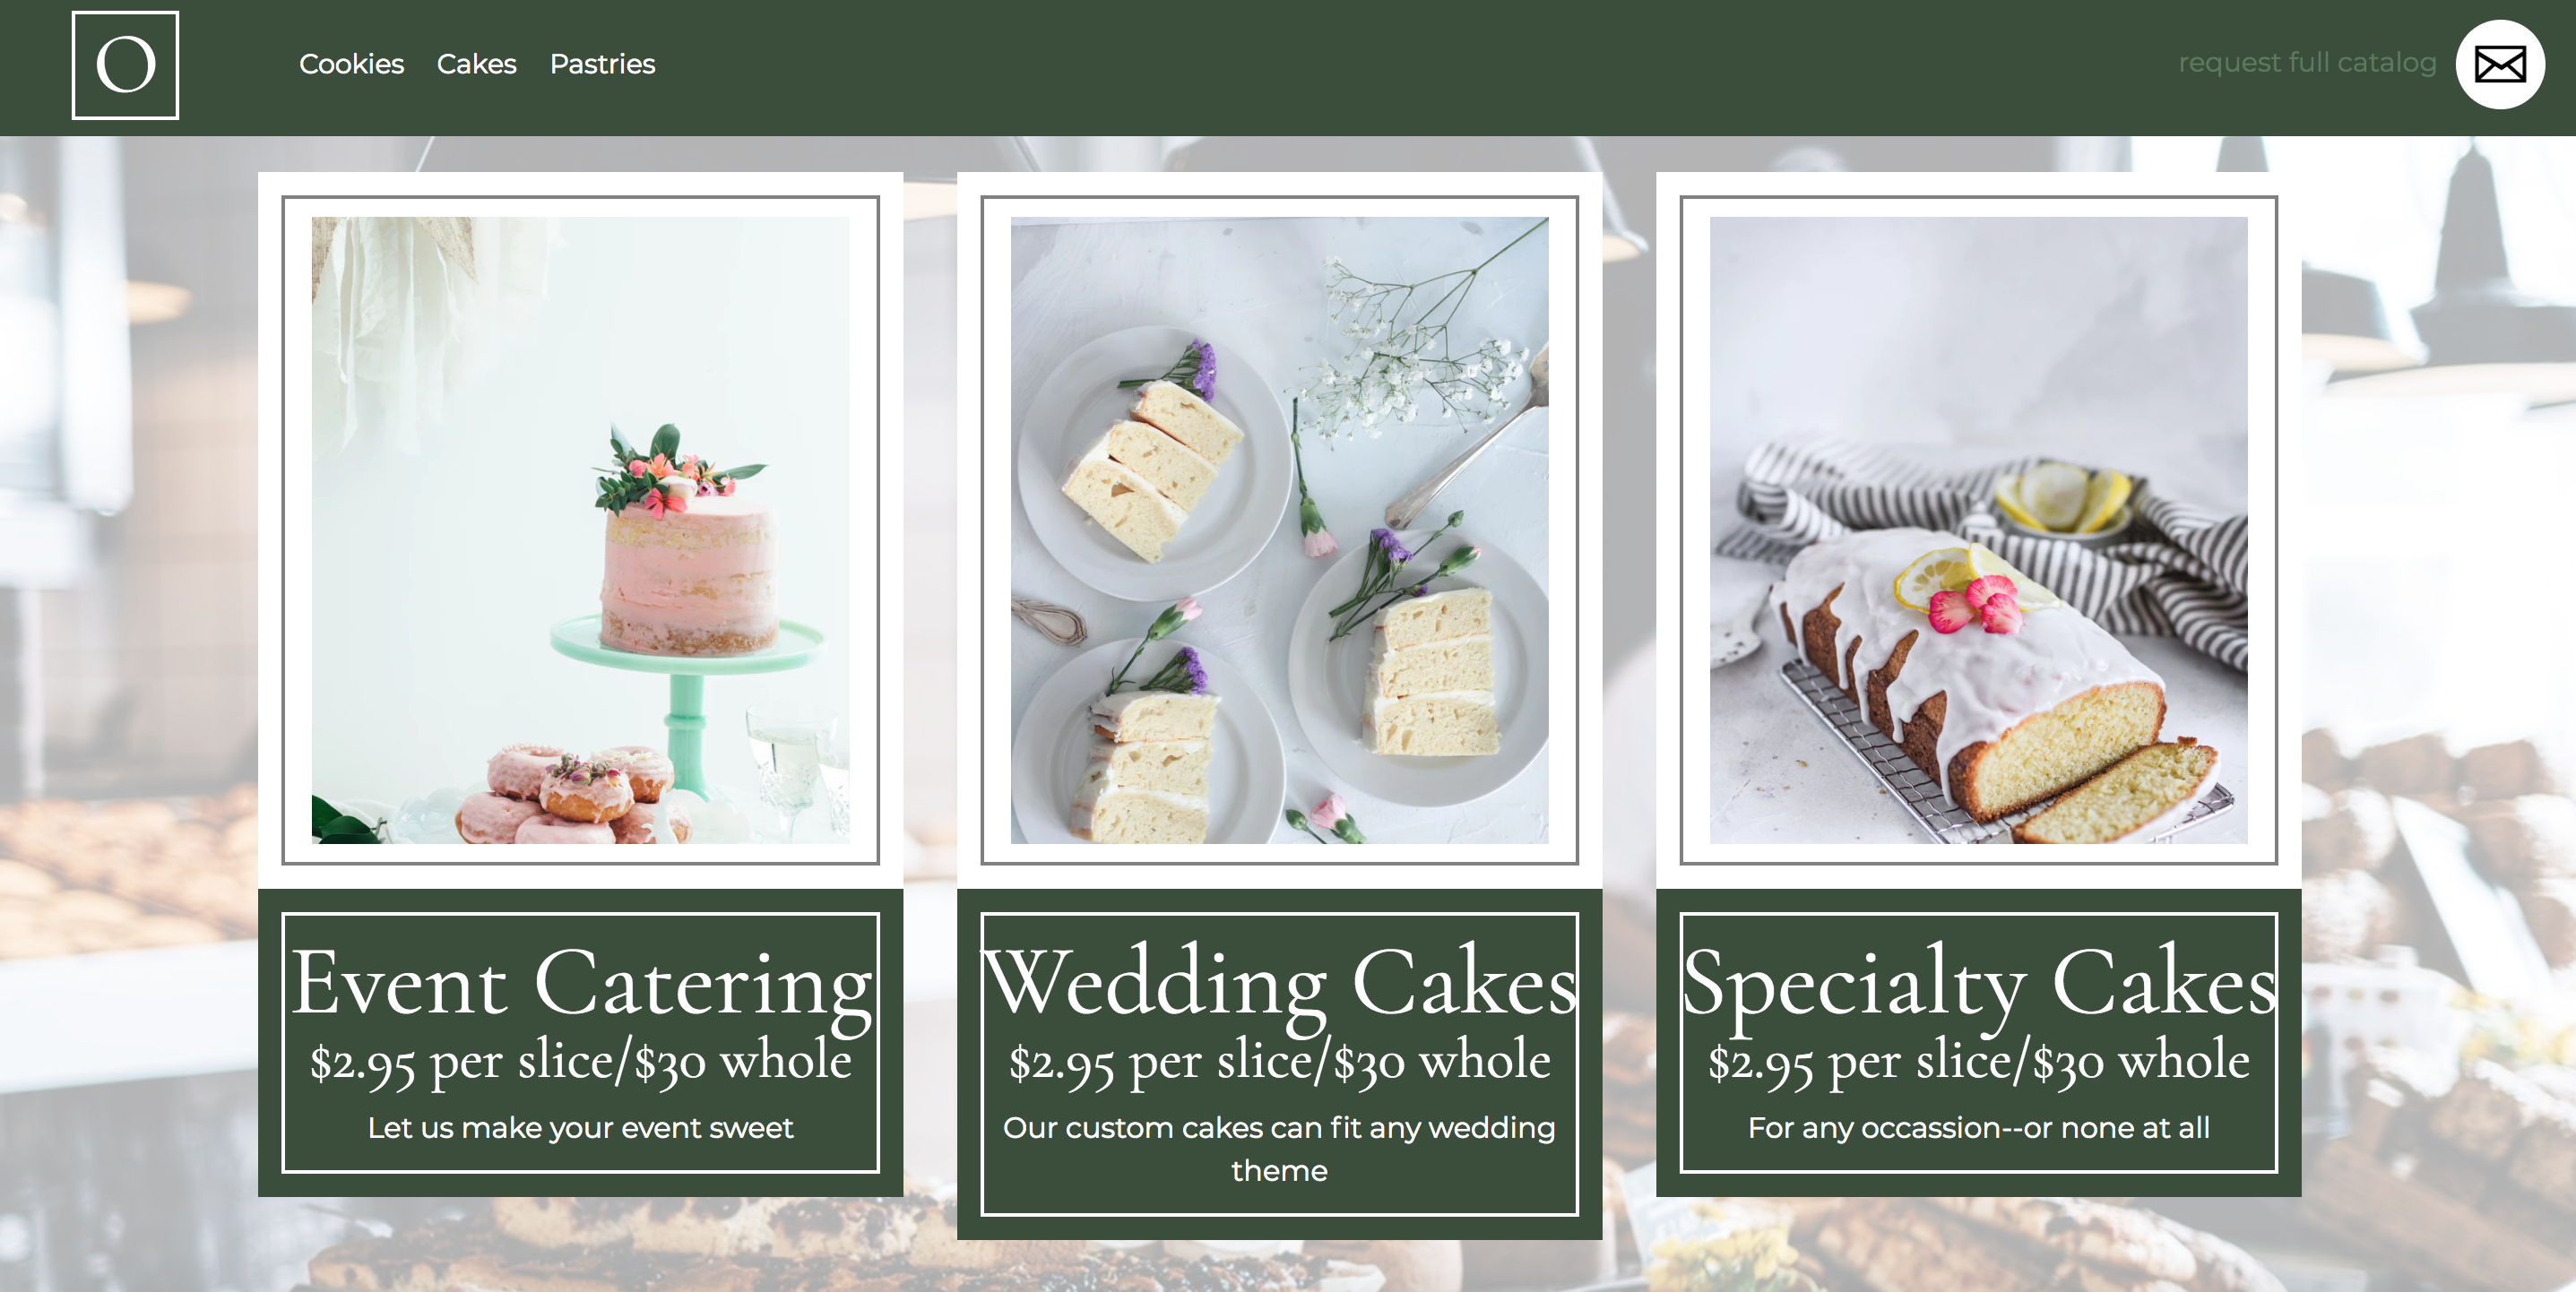 O
Cookies Cakes Pastries
request full catalog
Event Catering
$2.95 per slice/$30 whole
Let us make your event sweet
Wedding Cakes
$2.95 per slice/$30 whole
Our custom cakes can fit any wedding
theme
Specialty Cakes
$2.95 per slice/$30 whole
For any occassion--or none at all